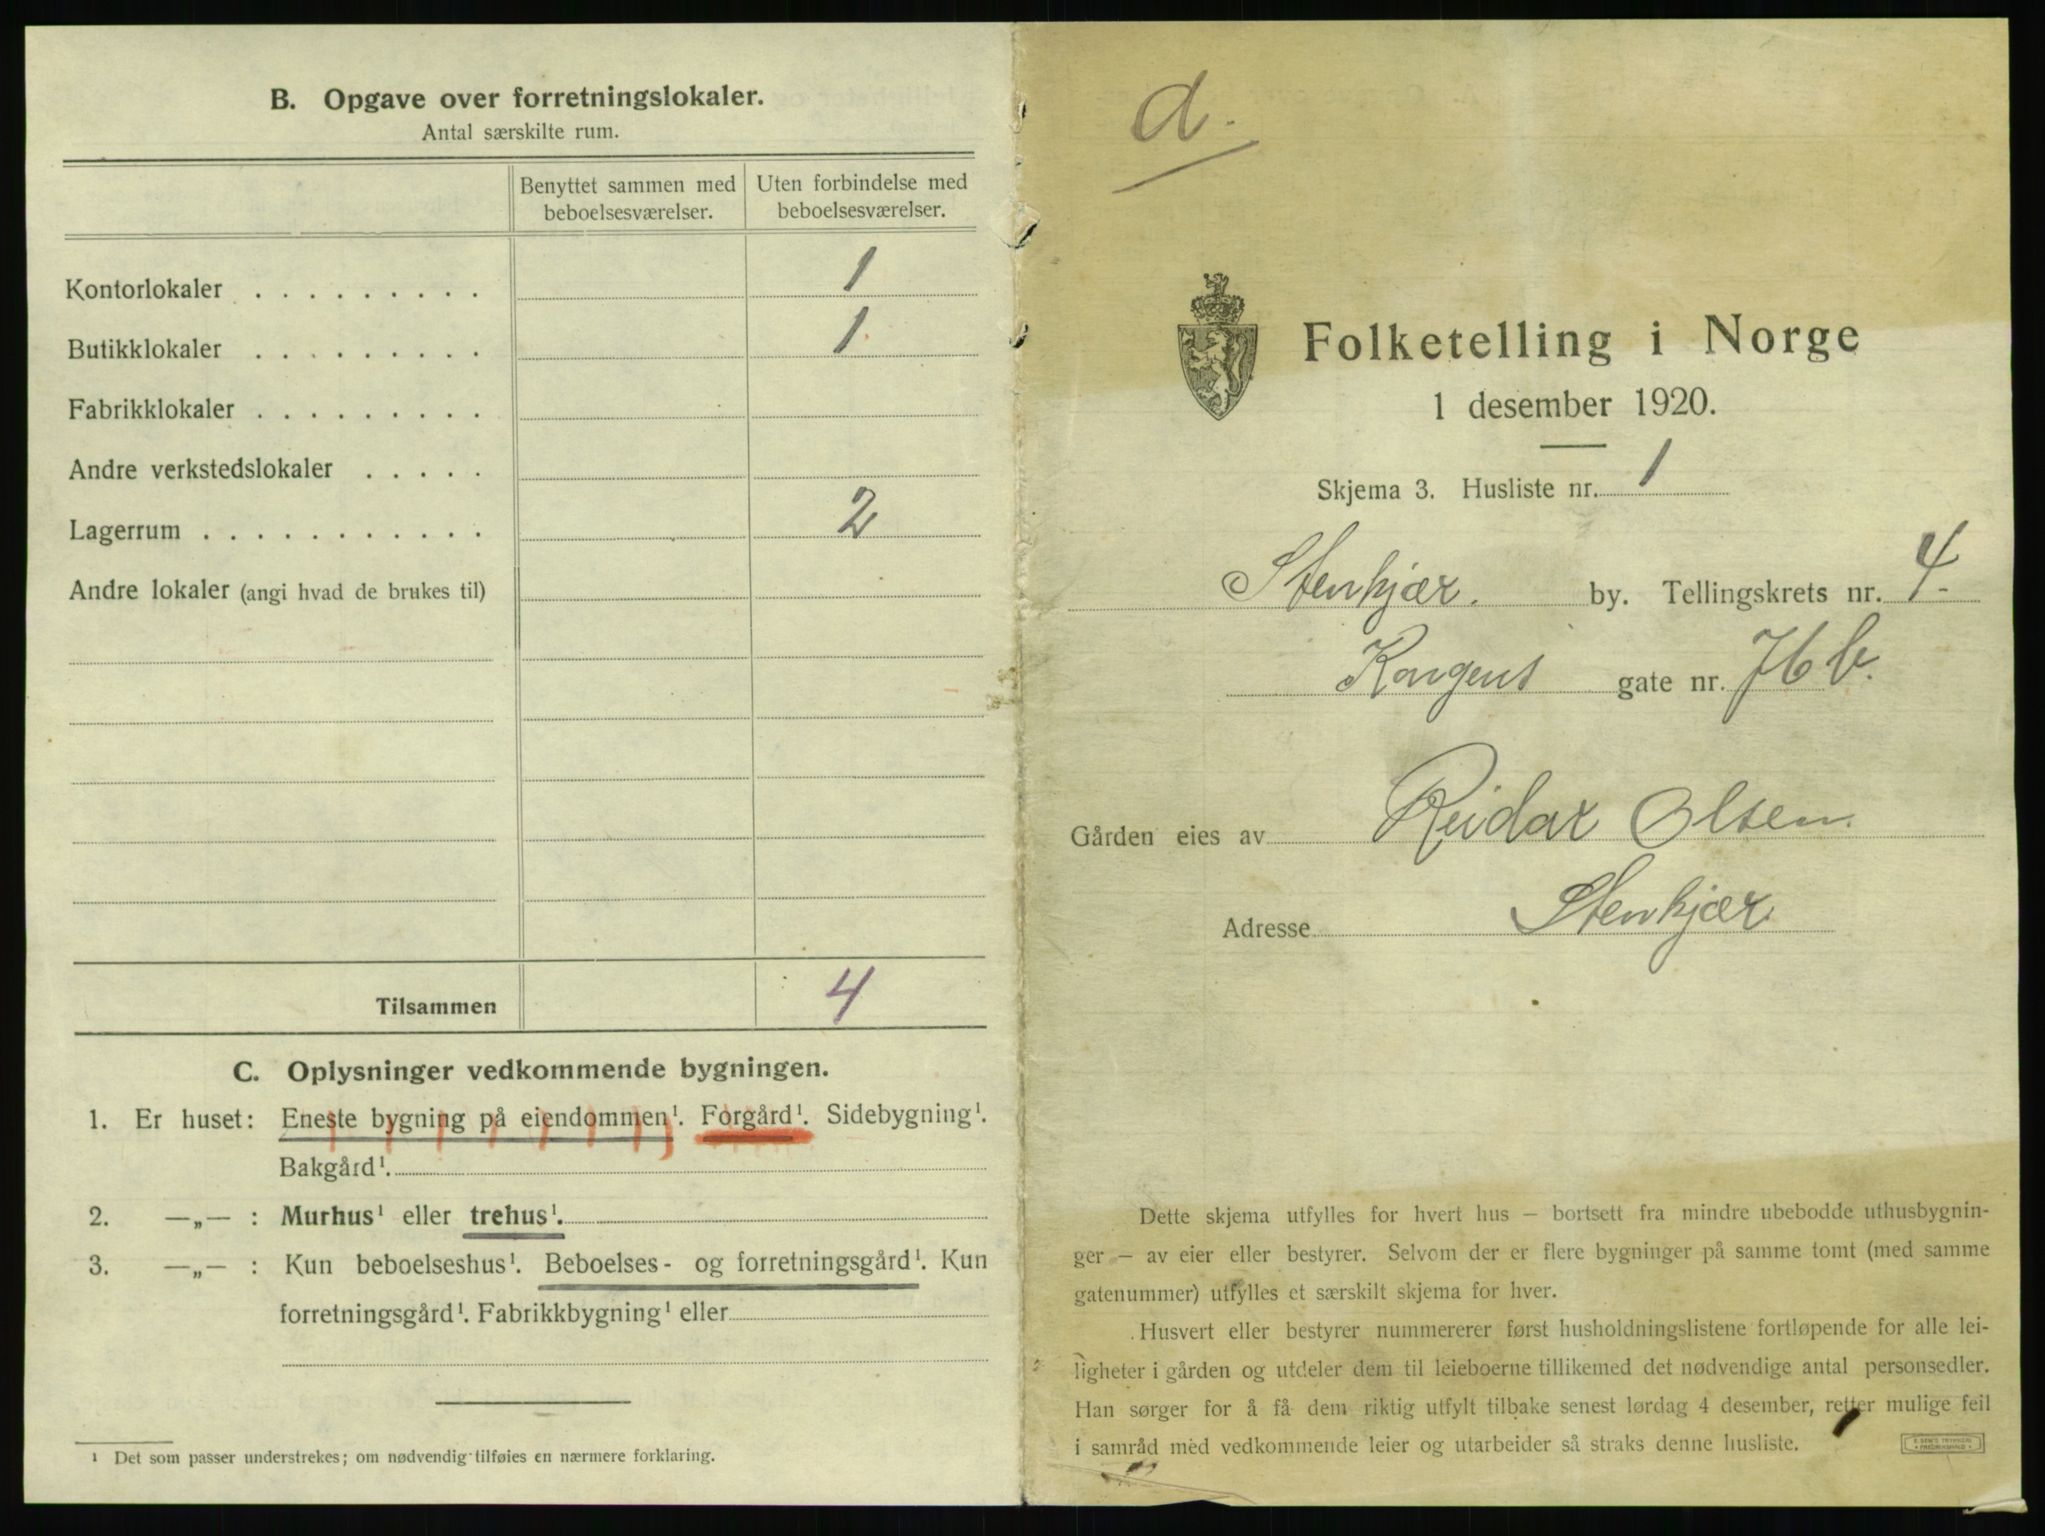 B. Opgave over forretningslokaler.
Antal særskilte rum.
Benyttet sammen med beboelsesværelser.
Uten forbindelse med beboelsesværelser.
Kontorlokaler . . . . . . . . . 1
Butikklokaler . . . . . . . . . 1
Fabrikklokaler . . . . . . . . .
Andre verkstedslokaler . . . . .
Lagerrum . . . . . . . . . . . . 2
Andre lokaler (angi hvad de brukes til)
Tilsammen 4
C. Oplysninger vedkommende bygningen.
1. Er huset: Eneste bygning på eiendommen¹. Forgård¹. Sidebygning¹.
Bakgård¹.
2. —„— : Murhus¹ eller trehus¹.
3. —„— : Kun beboelseshus¹. Beboelses- og forretningsgård¹. Kun
forretningsgård¹. Fabrikkbygning¹ eller
¹ Det som passer understrekes; om nødvendig tilføies en nærmere forklaring.
d.
Folketelling i Norge
1 desember 1920.
Skjema 3. Husliste nr. 1
Stenkjær. by. Tellingskrets nr. 4.
Kongens gate nr. 76 b.
Gården eies av Reidar Olsen.
Adresse Stenkjær
Dette skjema utfylles for hvert hus — bortsett fra mindre ubebodde uthusbygnin-
ger — av eier eller bestyrer. Selvom der er flere bygninger på samme tomt (med samme
gatenummer) utfylles et særskilt skjema for hver.
Husvert eller bestyrer nummererer først husholdningslistene fortløpende for alle lei-
ligheter i gården og utdeler dem til leieboerne tillikemed det nødvendige antal personsedler.
Han sørger for å få dem riktig utfylt tilbake senest lørdag 4 desember, retter mulige feil
i samråd med vedkommende leier og utarbeider så straks denne husliste.